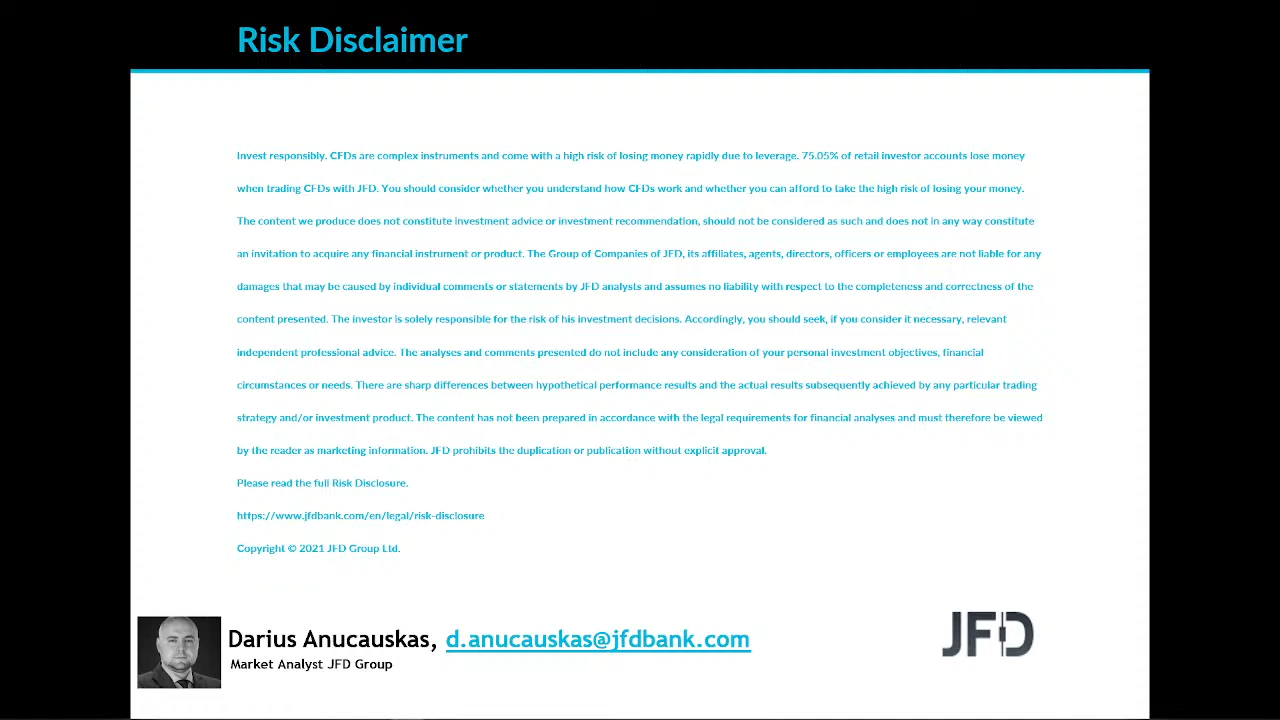 Risk Disclaimer
Invest responsibly. CFDs are complex instruments and come with a high risk of losing money rapidly due to leverage. 75.05% of retail investor accounts lose money
when trading CFDs with JFD. You should consider whether you understand how CFDs work and whether you can afford to take the high risk of losing your money.
The content we produce does not constitute investment advice or investment recommendation, should not be considered as such and does not in any way constitute
an invitation to acquire any financial instrument or product. The Group of Companies of JFD, its affiliates, agents, directors, officers or employees are not liable for any
damages that may be caused by individual comments or statements by JFD analysts and assumes no liability with respect to the completeness and correctness of the
content presented. The investor is solely responsible for the risk of his investment decisions. Accordingly, you should seek, if you consider it necessary, relevant
independent professional advice. The analyses and comments presented do not include any consideration of your personal investment objectives, financial
circumstances or needs. There are sharp differences between hypothetical performance results and the actual results subsequently achieved by any particular trading
strategy and/or investment product. The content has not been prepared in accordance with the legal requirements for financial analyses and must therefore be viewed
by the reader as marketing information. JFD prohibits the duplication or publication without explicit approval.
Please read the full Risk Disclosure.
https://www.jfdbank.com/en/legal/risk-disclosure
Copyright © 2021 JFD Group Ltd.
Darius Anucauskas, d.anucauskas@jfdbank.com
Market Analyst JFD Group
JFD